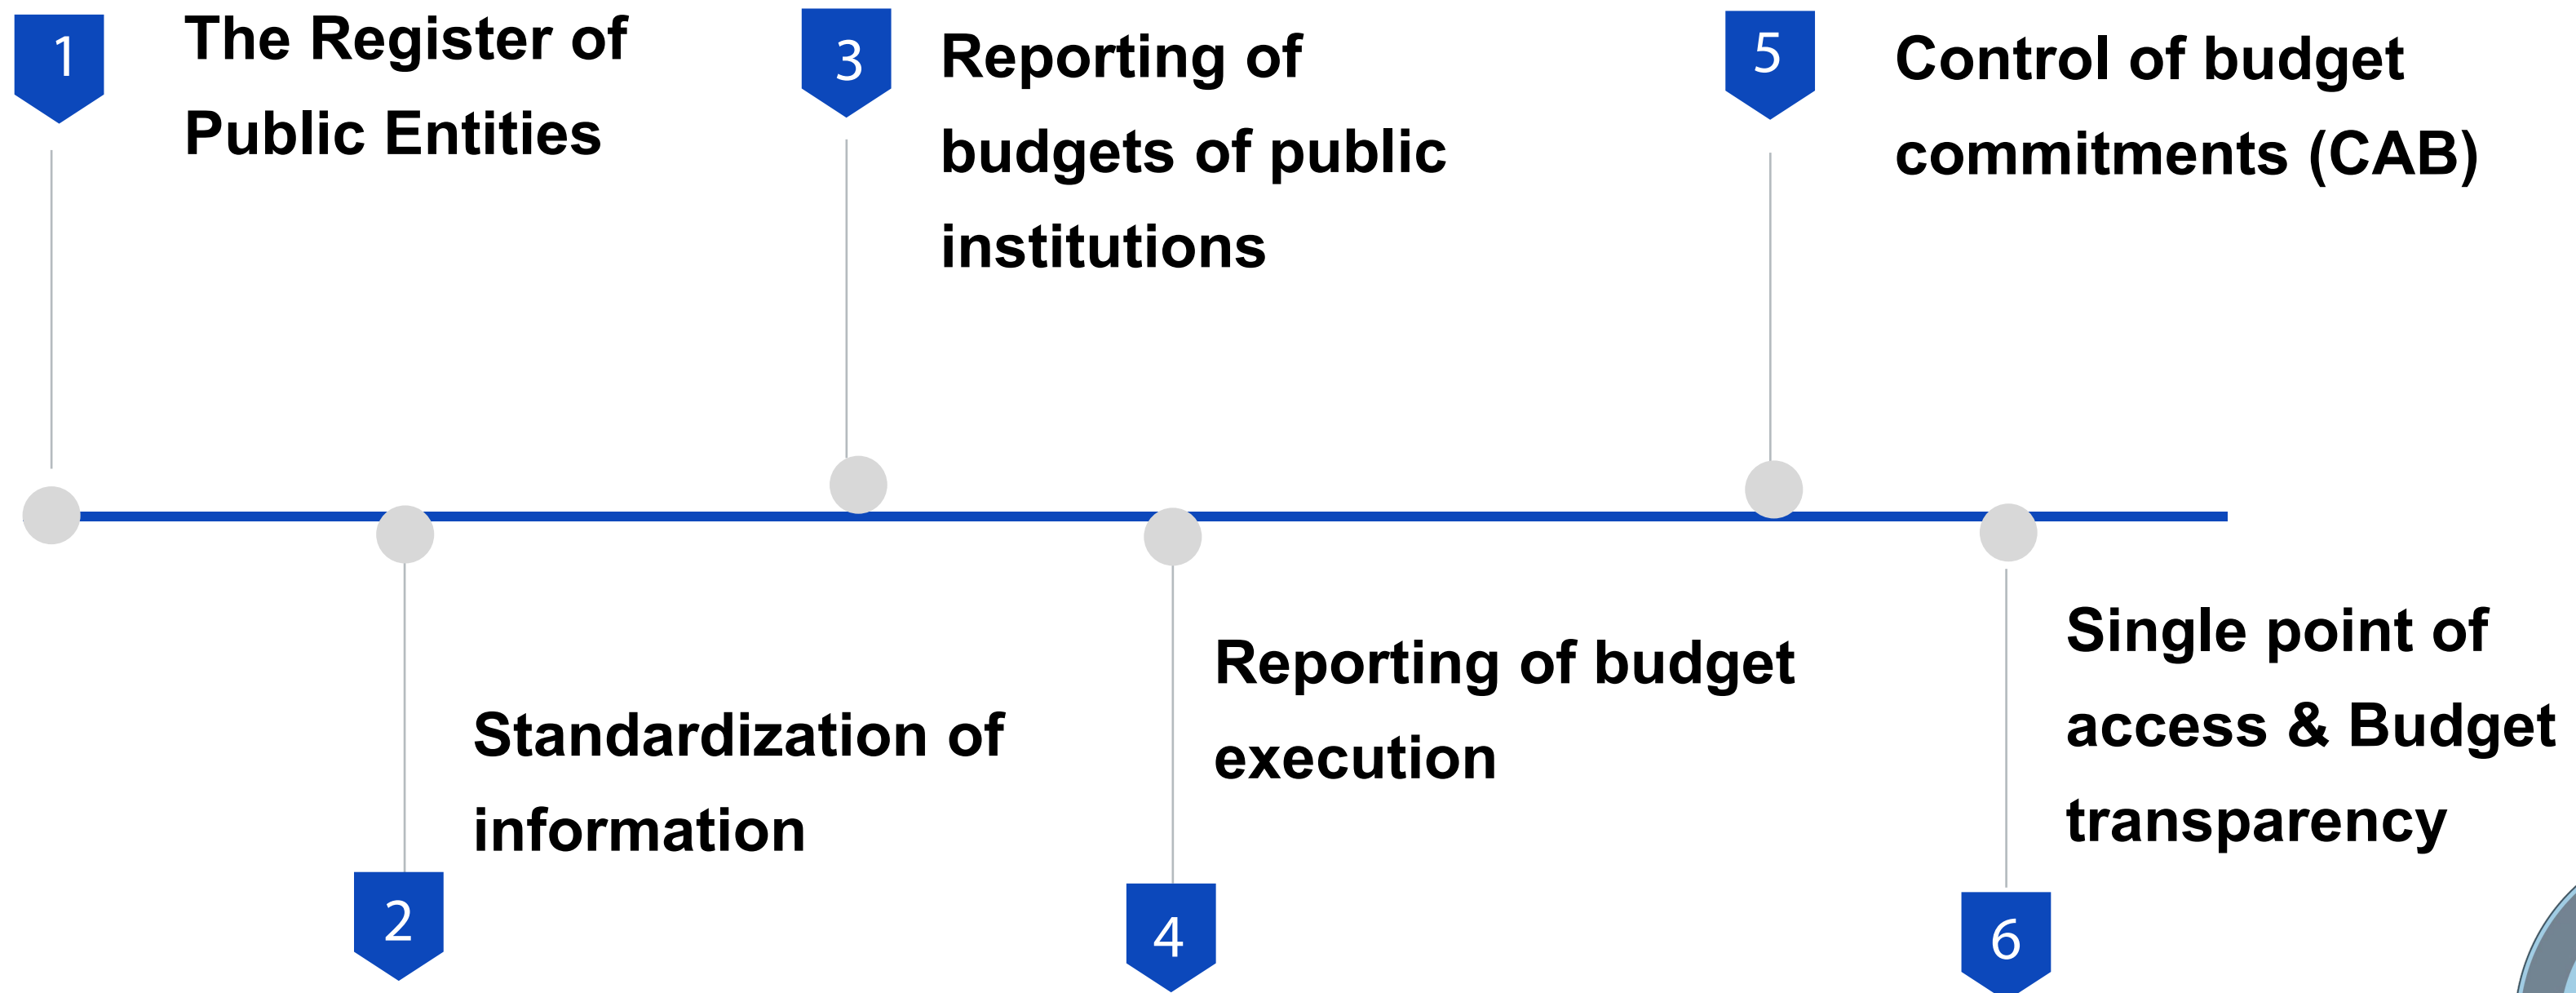 1
The Register of
Public Entities
2
Standardization of
information
3
Reporting of
budgets of public
institutions
4
Reporting of budget
execution
5
Control of budget
commitments (CAB)
6
Single point of
access & Budget
transparency